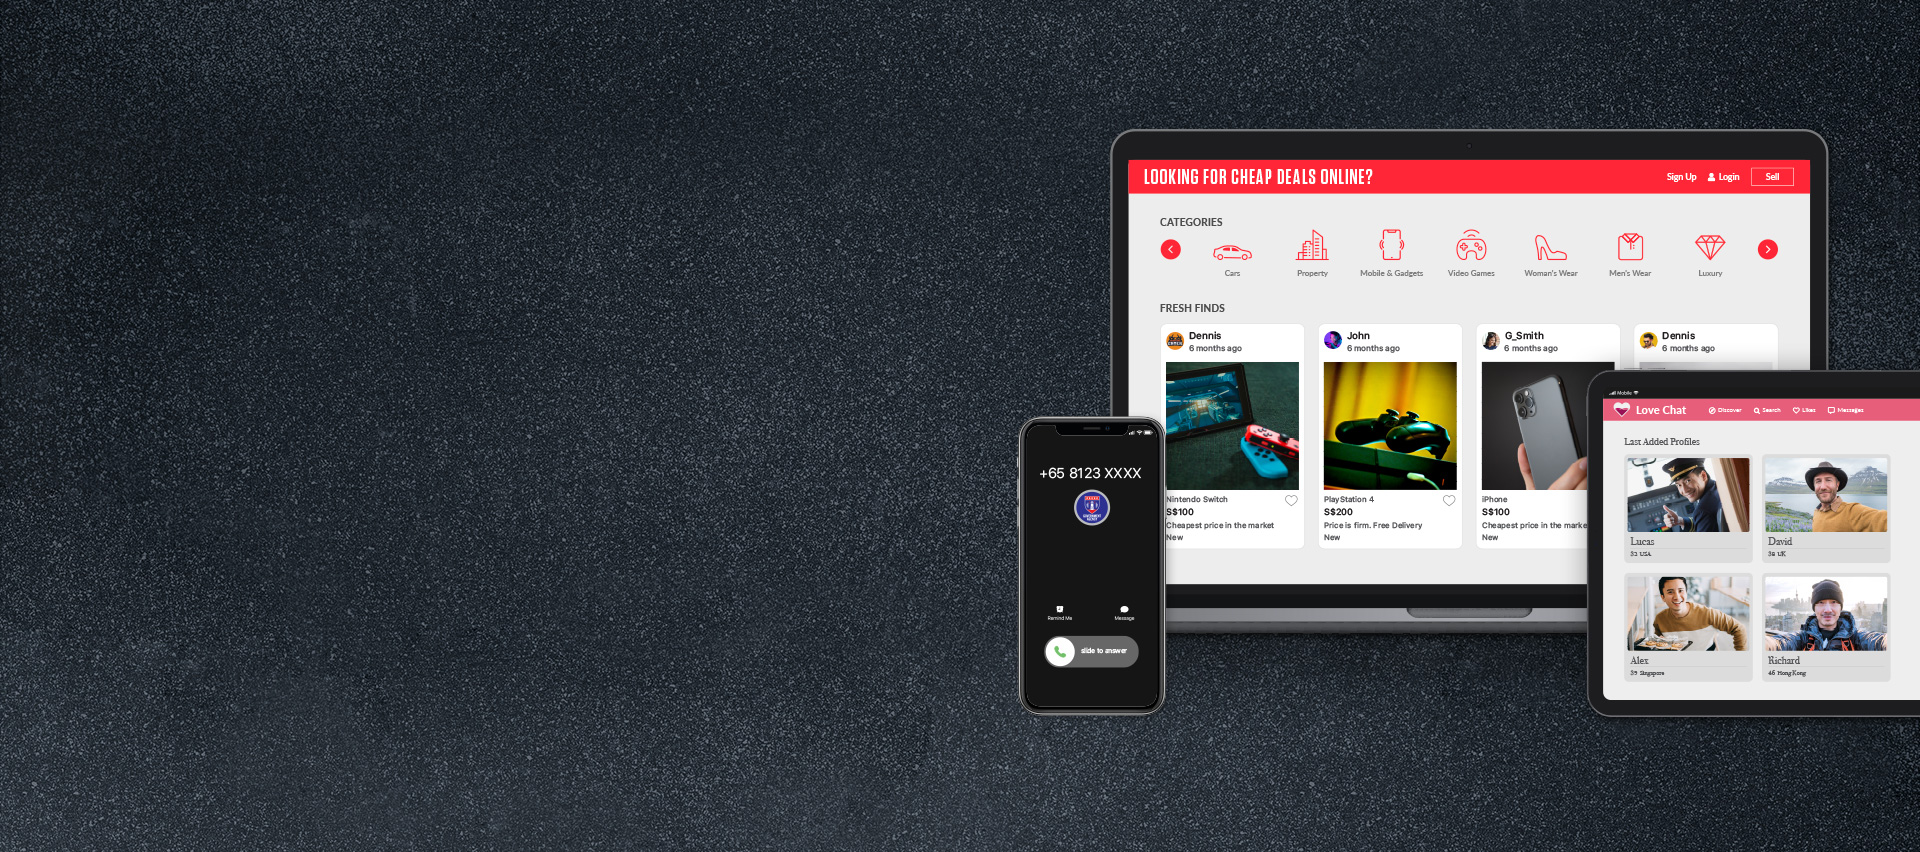 LOOKING FOR CHEAP DEALS ONLINE?
Sign Up
Login
Sell
CATEGORIES
Cars
Property
Mobile & Gadgets
Video Games
Woman's Wear
Men's Wear
Luxury
FRESH FINDS
Dennis
6 months ago
Nintendo Switch
S$100
Cheapest price in the market
New
John
6 months ago
PlayStation 4
S$200
Price is firm. Free Delivery
New
G_Smith
6 months ago
iPhone
S$100
Cheapest price in the marke
New
Dennis
6 months ago
+65 8123 XXXX
Remind Me
Message
slide to answer
Mobile
Love Chat
Discover
Search
Likes
Messages
Last Added Profiles
Lucas
32 USA
David
38 UK
Alex
39 Singapore
Richard
46 Hong Kong